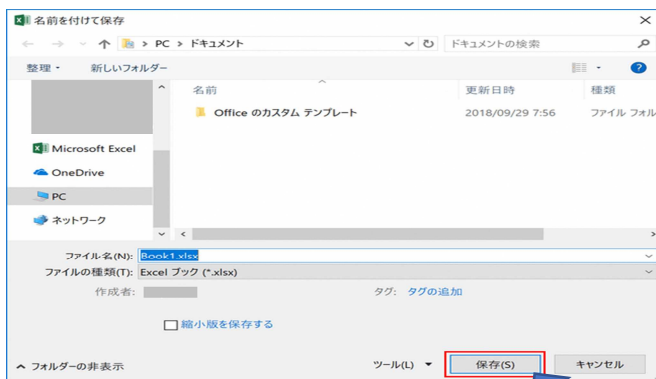 名前を付けて保存
PC > ドキュメント
ドキュメントの検索
整理 新しいフォルダー
名前 更新日時 種類
Office のカスタム テンプレート 2018/09/29 7:56 ファイル フォル
Microsoft Excel
OneDrive
PC
ネットワーク
ファイル名(N): Book1.xlsx
ファイルの種類(T): Excel ブック (*.xlsx)
作成者: タグ: タグの追加
縮小版を保存する
フォルダーの非表示 ツール(L) 保存(S) キャンセル